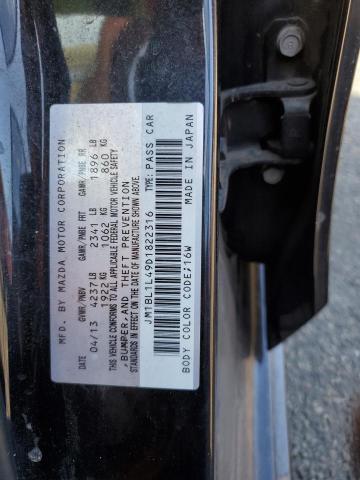 MFD. BY MAZDA MOTOR CORPORATION
04/13 GVWR/PNBV GAWR/PNBE FRT GAWR/PNBE RR
4237 LB 2341 LB 1896 LB
1922 KG 1062 KG 860 KG
THIS VEHICLE CONFORMS TO ALL APPLICABLE FEDERAL MOTOR VEHICLE SAFETY
,BUMPER,AND THEFT PREVENTION
STANDARDS IN EFFECT ON THE DATE OF MANUFACTURE SHOWN ABOVE.
JM1BL1L49D1822316 TYPE: PASS CAR
MADE IN JAPAN
BODY COLOR CODE;16W